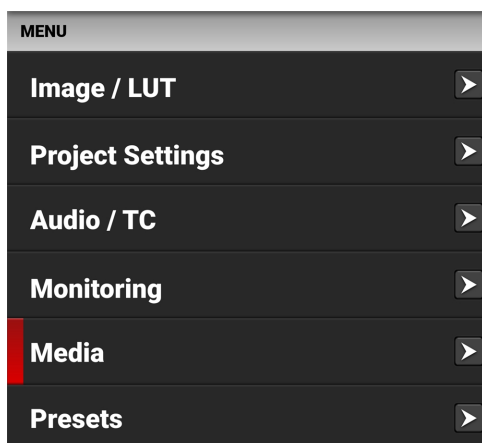 MENU
Image / LUT
Project Settings
Audio / TC
Monitoring
Media
Presets